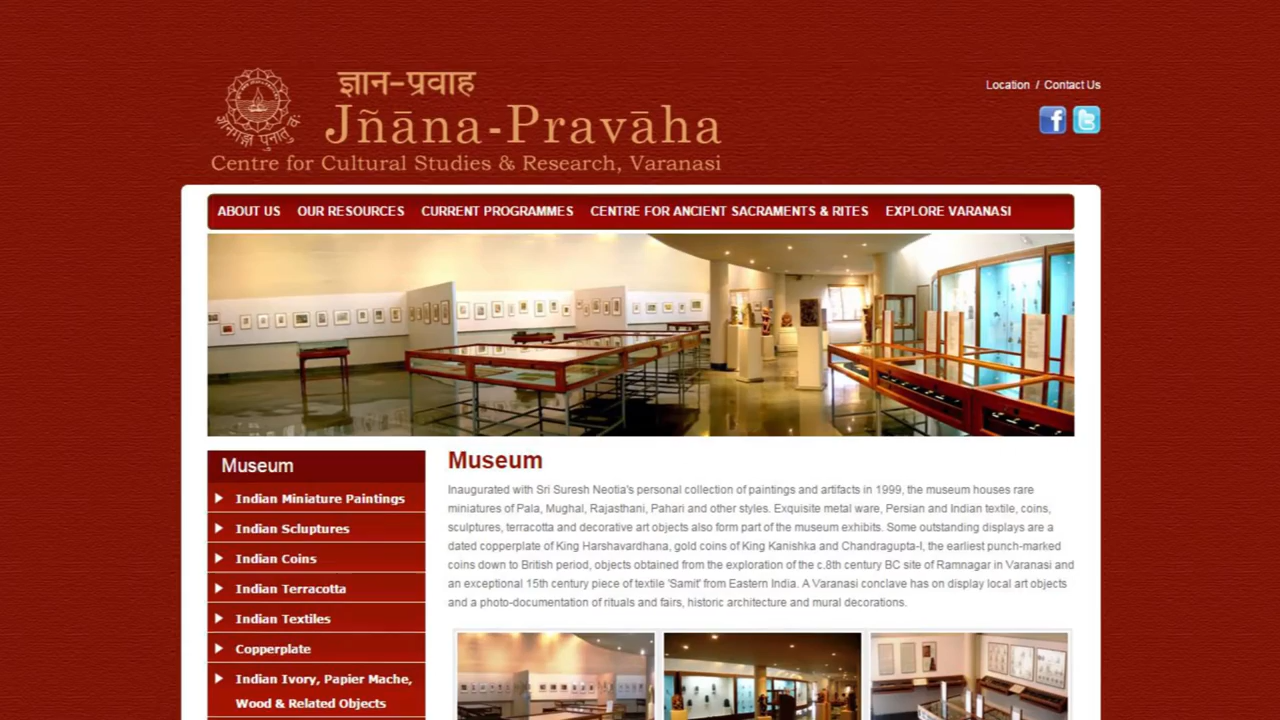 ज्ञान-प्रवाह
Jñāna-Pravāha
Centre for Cultural Studies & Research, Varanasi
Location / Contact Us
ABOUT US OUR RESOURCES CURRENT PROGRAMMES CENTRE FOR ANCIENT SACRAMENTS & RITES EXPLORE VARANASI
Museum
Indian Miniature Paintings
Indian Scluptures
Indian Coins
Indian Terracotta
Indian Textiles
Copperplate
Indian Ivory, Papier Mache,
Wood & Related Objects
Museum
Inaugurated with Sri Suresh Neotia's personal collection of paintings and artifacts in 1999, the museum houses rare
miniatures of Pala, Mughal, Rajasthani, Pahari and other styles. Exquisite metal ware, Persian and Indian textile, coins,
sculptures, terracotta and decorative art objects also form part of the museum exhibits. Some outstanding displays are a
dated copperplate of King Harshavardhana, gold coins of King Kanishka and Chandragupta-I, the earliest punch-marked
coins down to British period, objects obtained from the exploration of the c.8th century BC site of Ramnagar in Varanasi and
an exceptional 15th century piece of textile 'Samit' from Eastern India. A Varanasi conclave has on display local art objects
and a photo-documentation of rituals and fairs, historic architecture and mural decorations.